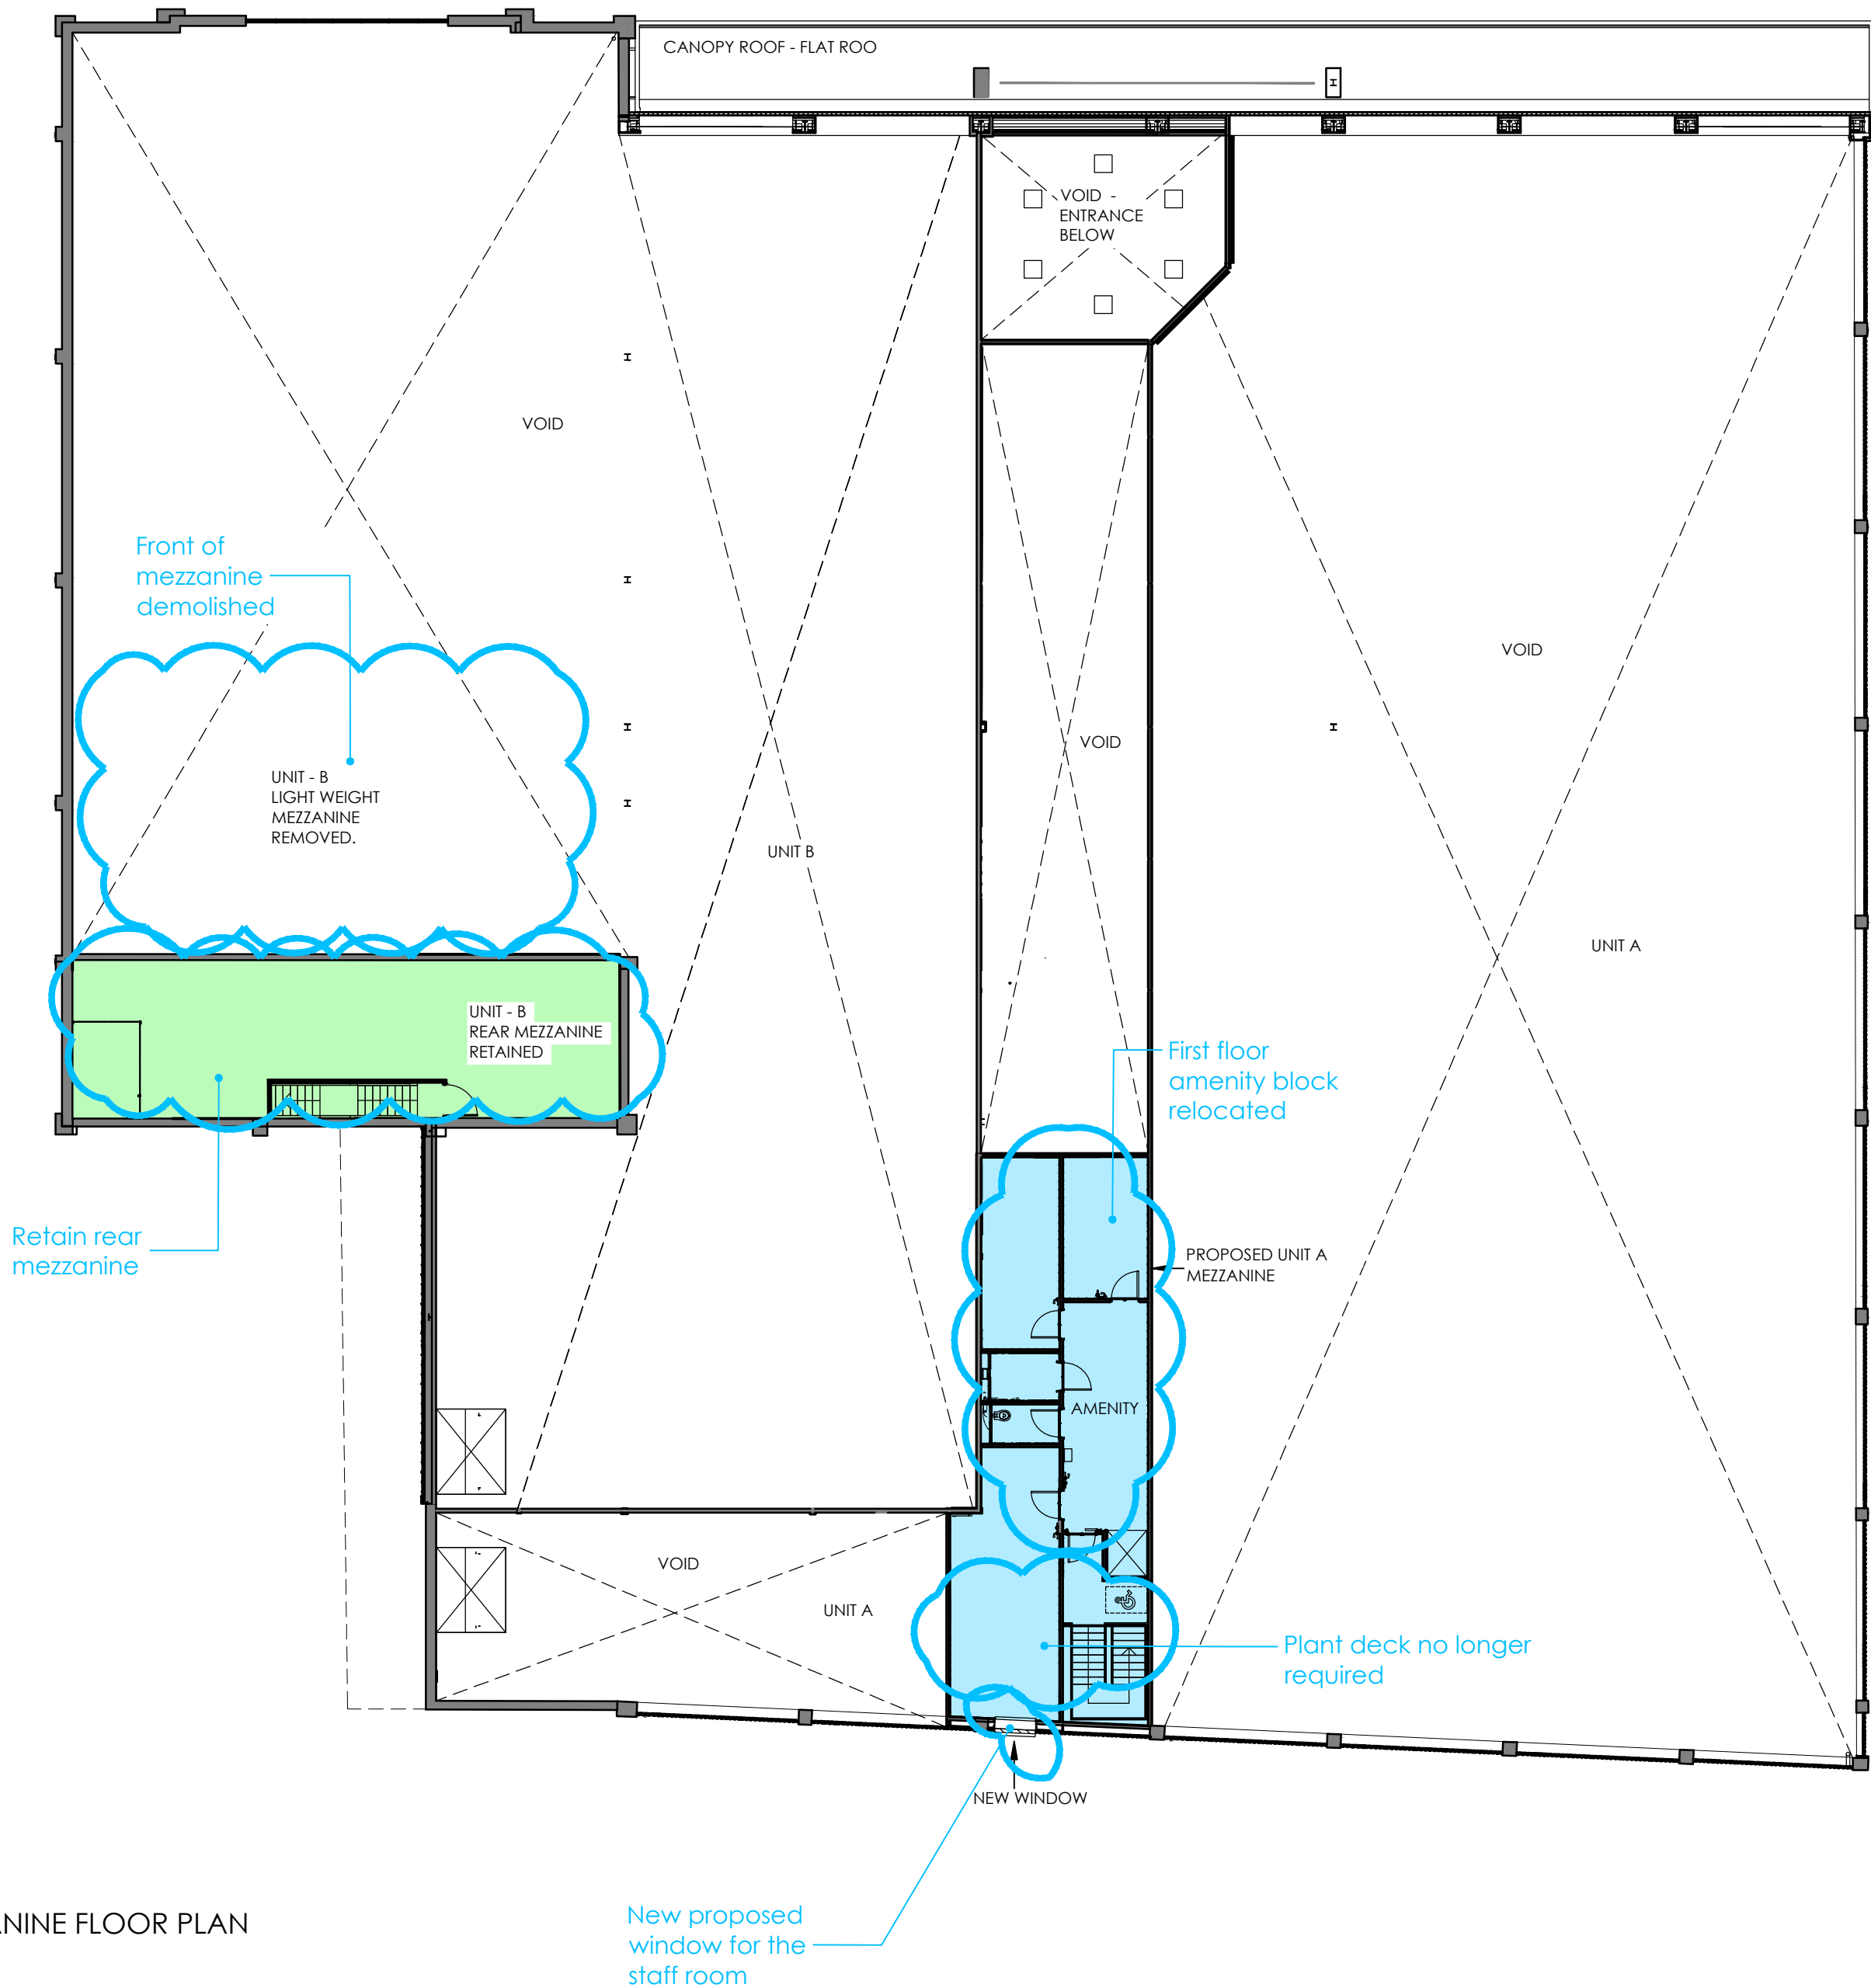 CANOPY ROOF - FLAT ROO
VOID -
ENTRANCE
BELOW
VOID
Front of
mezzanine
demolished
VOID
VOID
UNIT - B
LIGHT WEIGHT
MEZZANINE
REMOVED.
UNIT B
UNIT A
UNIT - B
REAR MEZZANINE
RETAINED
First floor
amenity block
relocated
Retain rear
mezzanine
PROPOSED UNIT A
MEZZANINE
AMENITY
VOID
UNIT A
Plant deck no longer
required
NEW WINDOW
New proposed
window for the
staff room
ANINE FLOOR PLAN